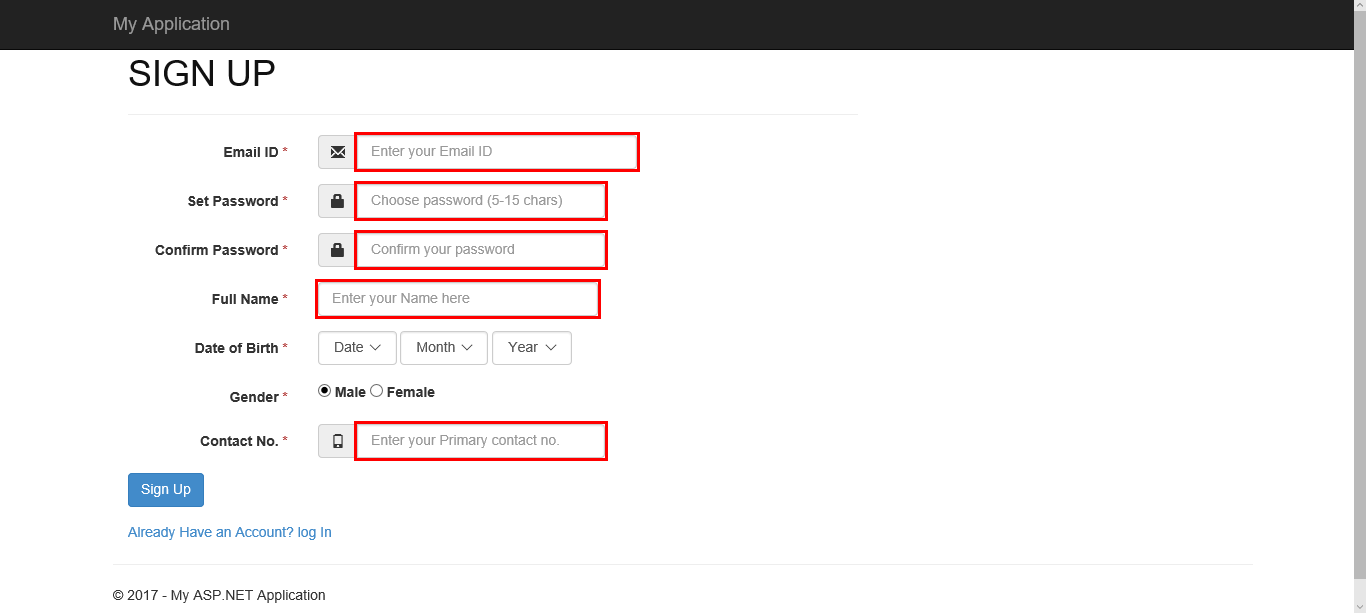 My Application
SIGN UP
Email ID * Enter your Email ID
Set Password * Choose password (5-15 chars)
Confirm Password * Confirm your password
Full Name * Enter your Name here
Date of Birth * Date Month Year
Gender * Male Female
Contact No. * Enter your Primary contact no.
Sign Up
Already Have an Account? log In
© 2017 - My ASP.NET Application